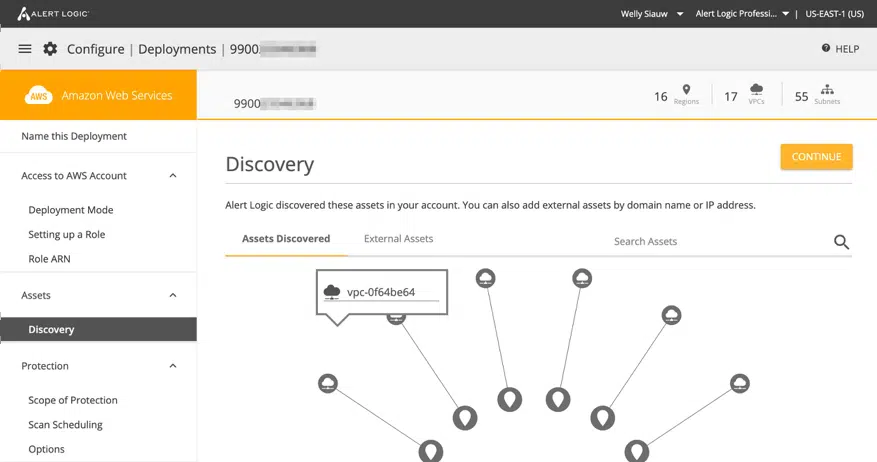 ALERT LOGIC
Welly Siauw
Alert Logic Professi...
| US-EAST-1 (US)
Configure | Deployments | 9900
HELP
AWS Amazon Web Services
9900
16 Regions
17 VPCs
55 Subnets
Name this Deployment
Access to AWS Account
Deployment Mode
Setting up a Role
Role ARN
Assets
Discovery
Protection
Scope of Protection
Scan Scheduling
Options
Discovery
CONTINUE
Alert Logic discovered these assets in your account. You can also add external assets by domain name or IP address.
Assets Discovered
External Assets
Search Assets
vpc-0f64be64